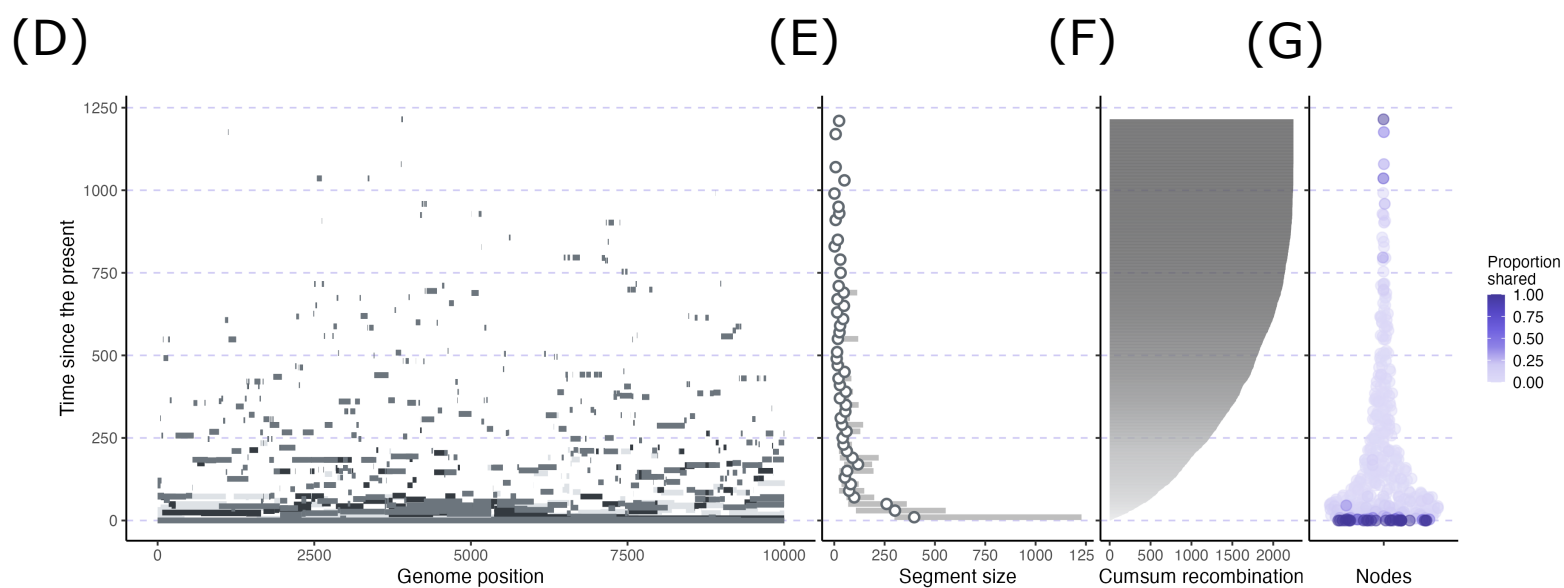 (D)
(E)
(F)
(G)
Time since the present
1250
1000
750
500
250
0
0
2500
5000
7500
10000
Genome position
0
250
500
750
1000
125
Segment size
0
500
1000
1500
2000
Cumsum recombination
Nodes
Proportion
shared
1.00
0.75
0.50
0.25
0.00